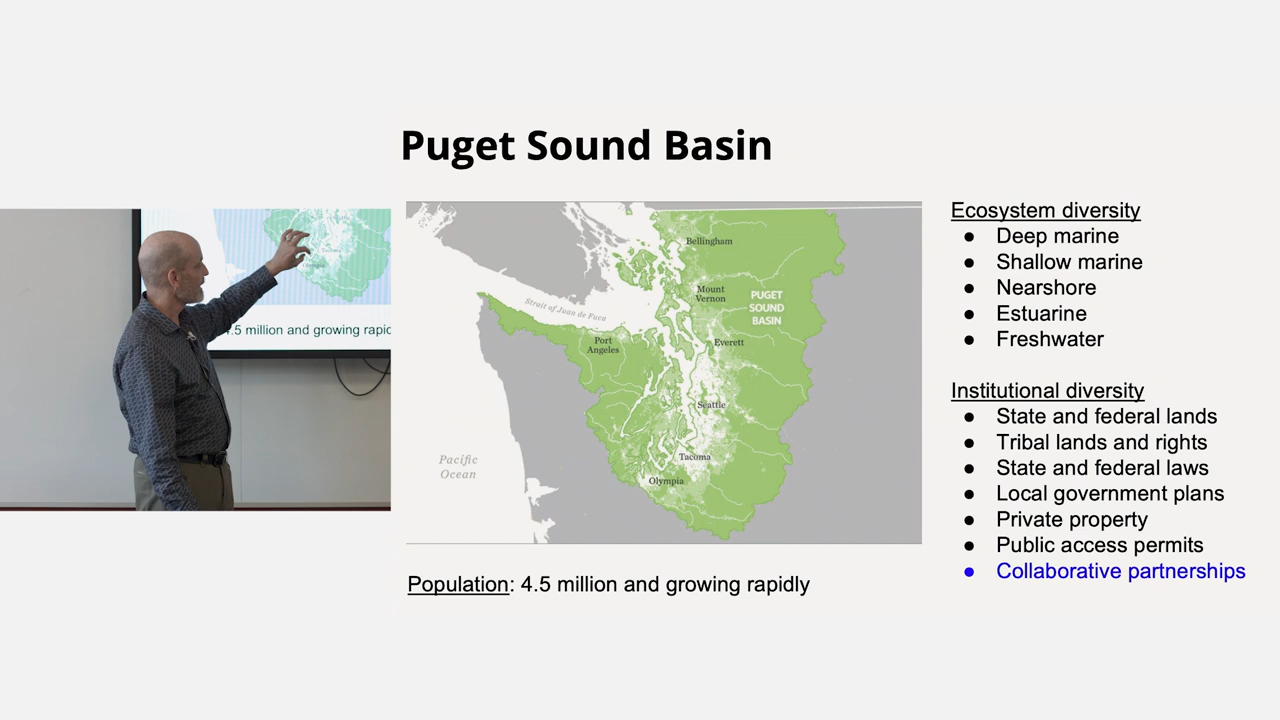 Puget Sound Basin
4.5 million and growing rapid
Bellingham
Mount
Vernon
PUGET
SOUND
BASIN
Strait of Juan de Fuca
Port
Angeles
Everett
Seattle
Pacific
Ocean
Tacoma
Olympia
Population: 4.5 million and growing rapidly
Ecosystem diversity
● Deep marine
● Shallow marine
● Nearshore
● Estuarine
● Freshwater
Institutional diversity
● State and federal lands
● Tribal lands and rights
● State and federal laws
● Local government plans
● Private property
● Public access permits
● Collaborative partnerships